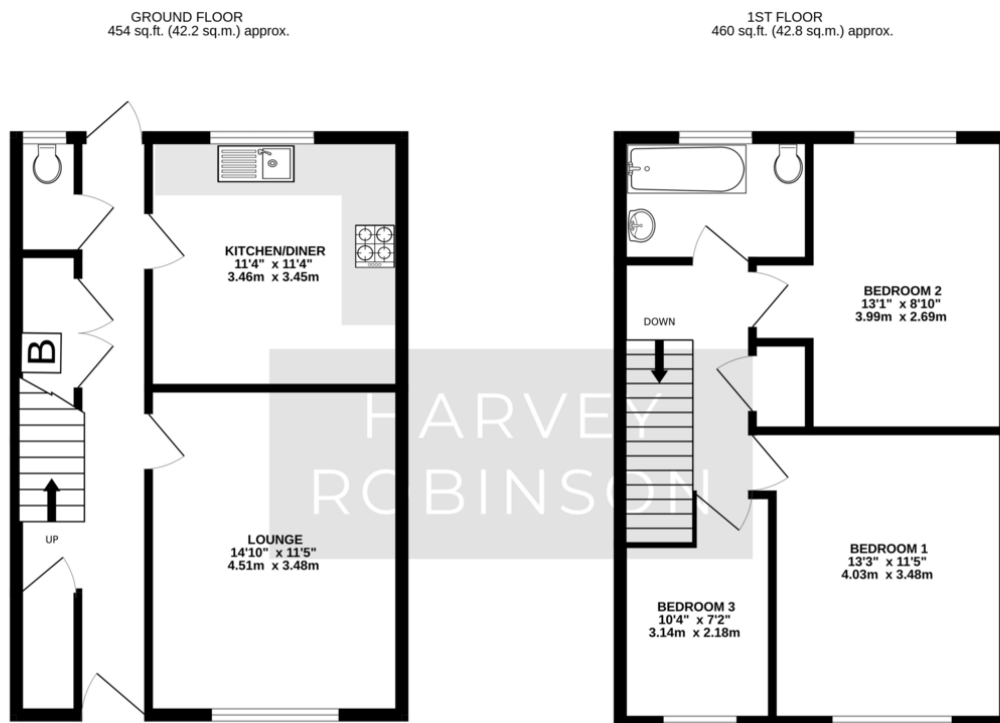 GROUND FLOOR
454 sq.ft. (42.2 sq.m.) approx.
1ST FLOOR
460 sq.ft. (42.8 sq.m.) approx.
KITCHEN/DINER
11'4" x 11'4"
3.46m x 3.45m
B
UP
LOUNGE
14'10" x 11'5"
4.51m x 3.48m
HARVEY
ROBINSON
DOWN
BEDROOM 2
13'1" x 8'10"
3.99m x 2.69m
BEDROOM 1
13'3" x 11'5"
4.03m x 3.48m
BEDROOM 3
10'4" x 7'2"
3.14m x 2.18m